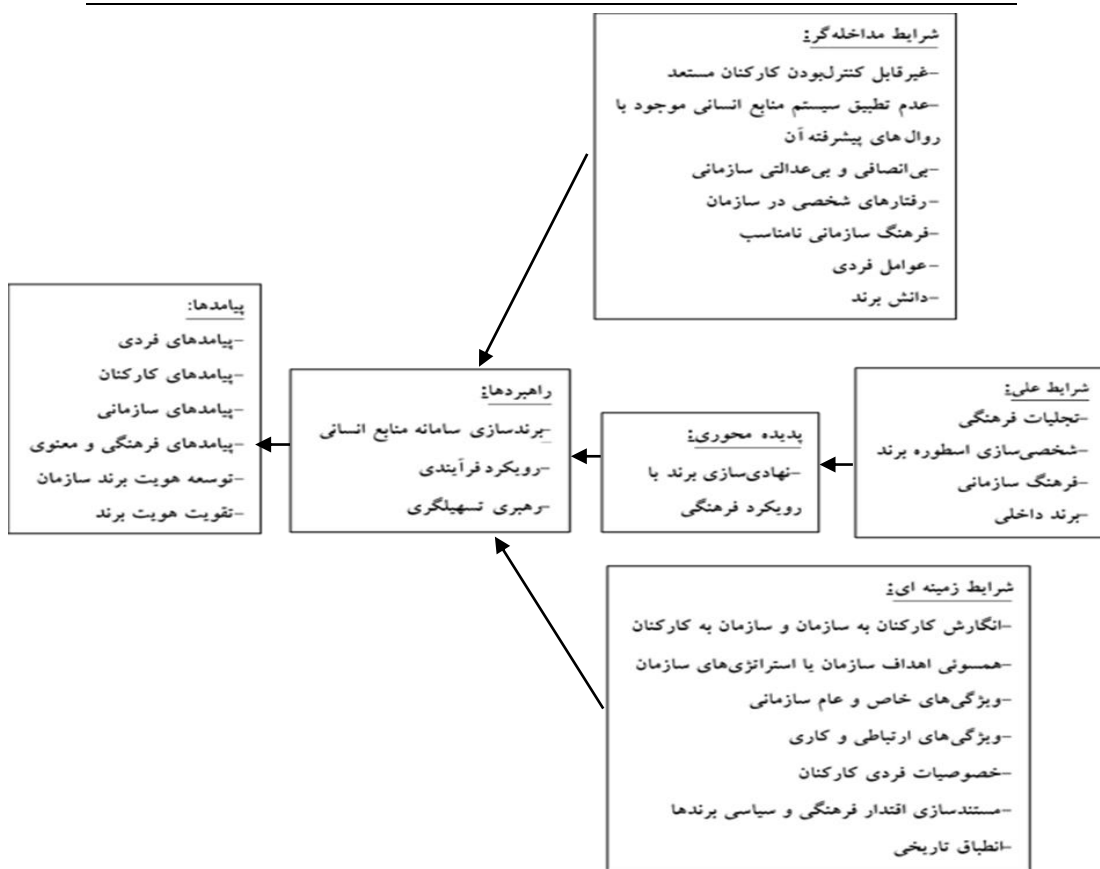 شرایط مداخله‌گر:
-غیرقابل کنترل‌بودن کارکنان مستعد
-عدم تطبیق سیستم منابع انسانی موجود با
روال های پیشرفته آن
-بی‌انصافی و بی‌عدالتی سازمانی
-رفتارهای شخصی در سازمان
-فرهنگ سازمانی نامناسب
-عوامل فردی
-دانش برند
شرایط علی:
-تجلیات فرهنگی
-شخصی‌سازی اسطوره برند
-فرهنگ سازمانی
-برند داخلی
پدیده محوری:
-نهادی‌سازی برند با
رویکرد فرهنگی
راهبردها:
-برندسازی سامانه منابع انسانی
-رویکرد فرآیندی
-رهبری تسهیلگری
پیامدها:
-پیامدهای فردی
-پیامدهای کارکنان
-پیامدهای سازمانی
-پیامدهای فرهنگی و معنوی
-توسعه هویت برند سازمان
-تقویت هویت برند
شرایط زمینه ای:
-انگارش کارکنان به سازمان و سازمان به کارکنان
-همسوئی اهداف سازمان با استراتژی‌های سازمان
-ویژگی‌های خاص و عام سازمانی
-ویژگی‌های ارتباطی و کاری
-خصوصیات فردی کارکنان
-مستندسازی اقتدار فرهنگی و سیاسی برندها
-انطباق تاریخی